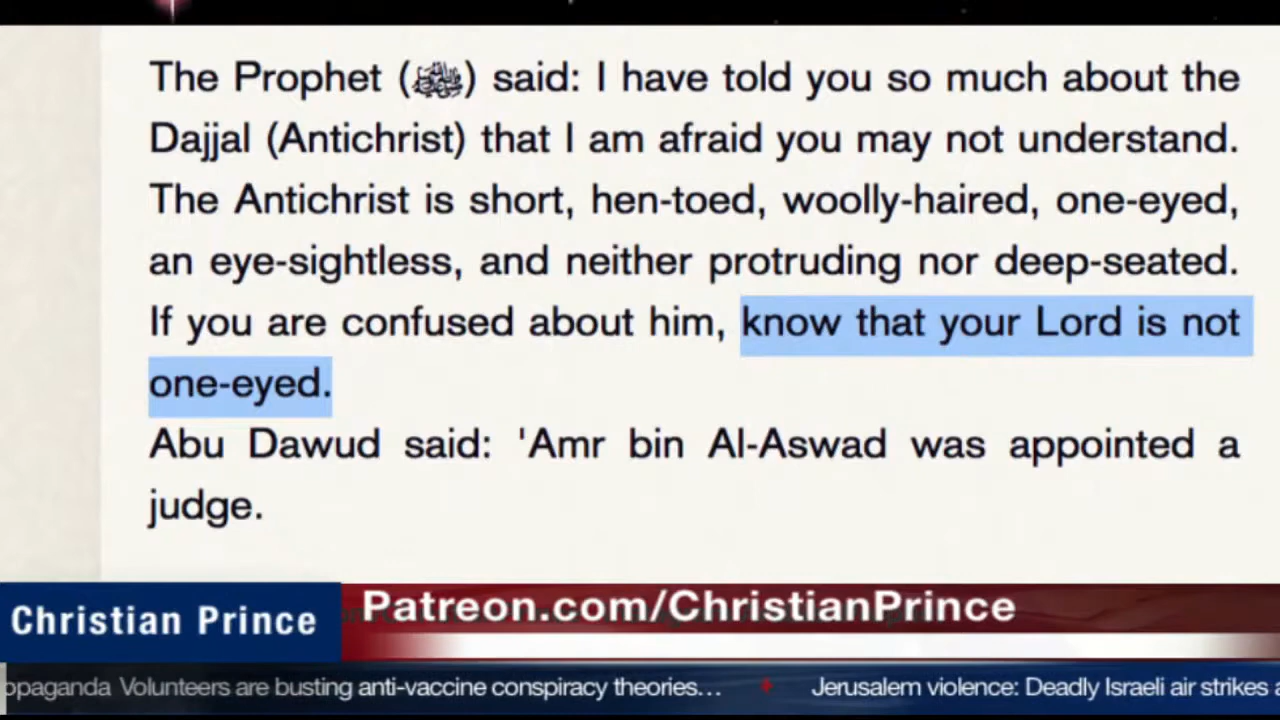 The Prophet (ﷺ) said: I have told you so much about the
Dajjal (Antichrist) that I am afraid you may not understand.
The Antichrist is short, hen-toed, woolly-haired, one-eyed,
an eye-sightless, and neither protruding nor deep-seated.
If you are confused about him, know that your Lord is not
one-eyed.
Abu Dawud said: 'Amr bin Al-Aswad was appointed a
judge.
Christian Prince
Patreon.com/ChristianPrince
opaganda Volunteers are busting anti-vaccine conspiracy theories... Jerusalem violence: Deadly Israeli air strikes a